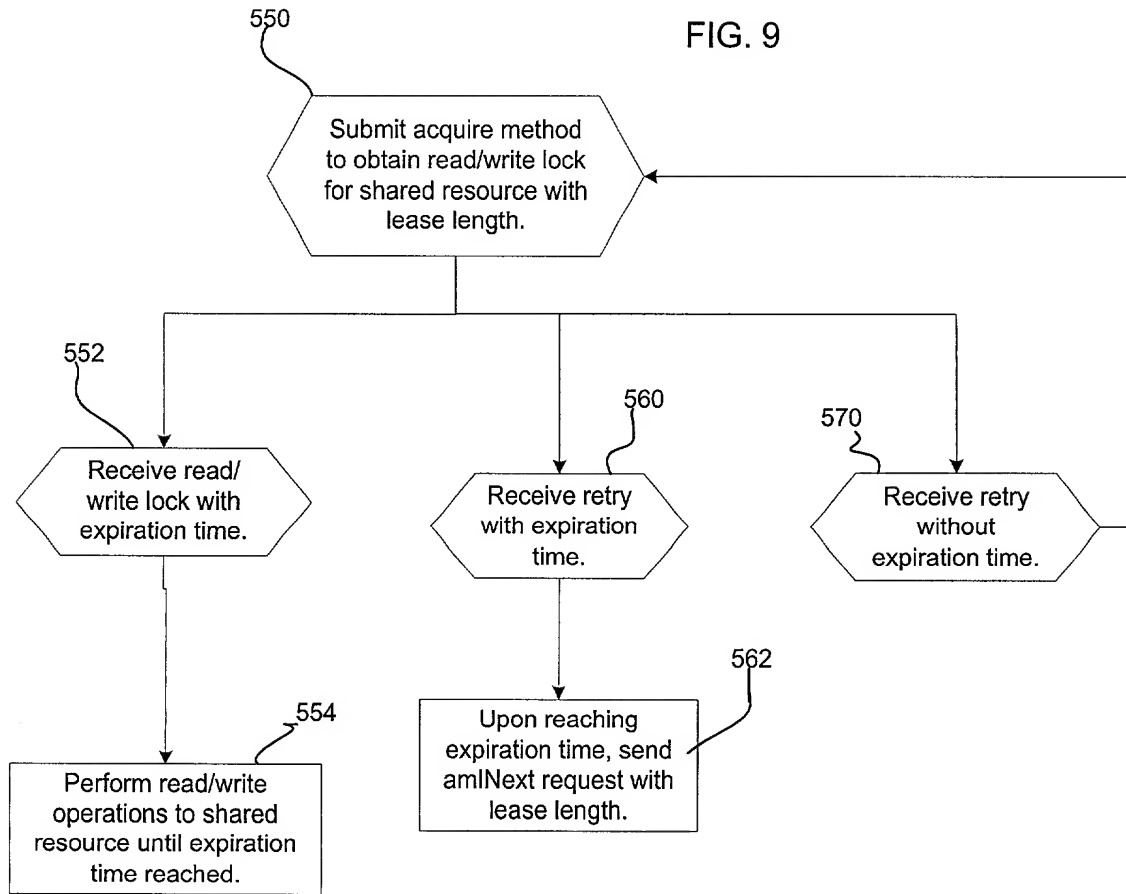 550
FIG. 9
Submit acquire method
to obtain read/write lock
for shared resource with
lease length.
552
Receive read/
write lock with
expiration time.
560
Receive retry
with expiration
time.
570
Receive retry
without
expiration time.
554
Perform read/write
operations to shared
resource until expiration
time reached.
562
Upon reaching
expiration time, send
amINext request with
lease length.